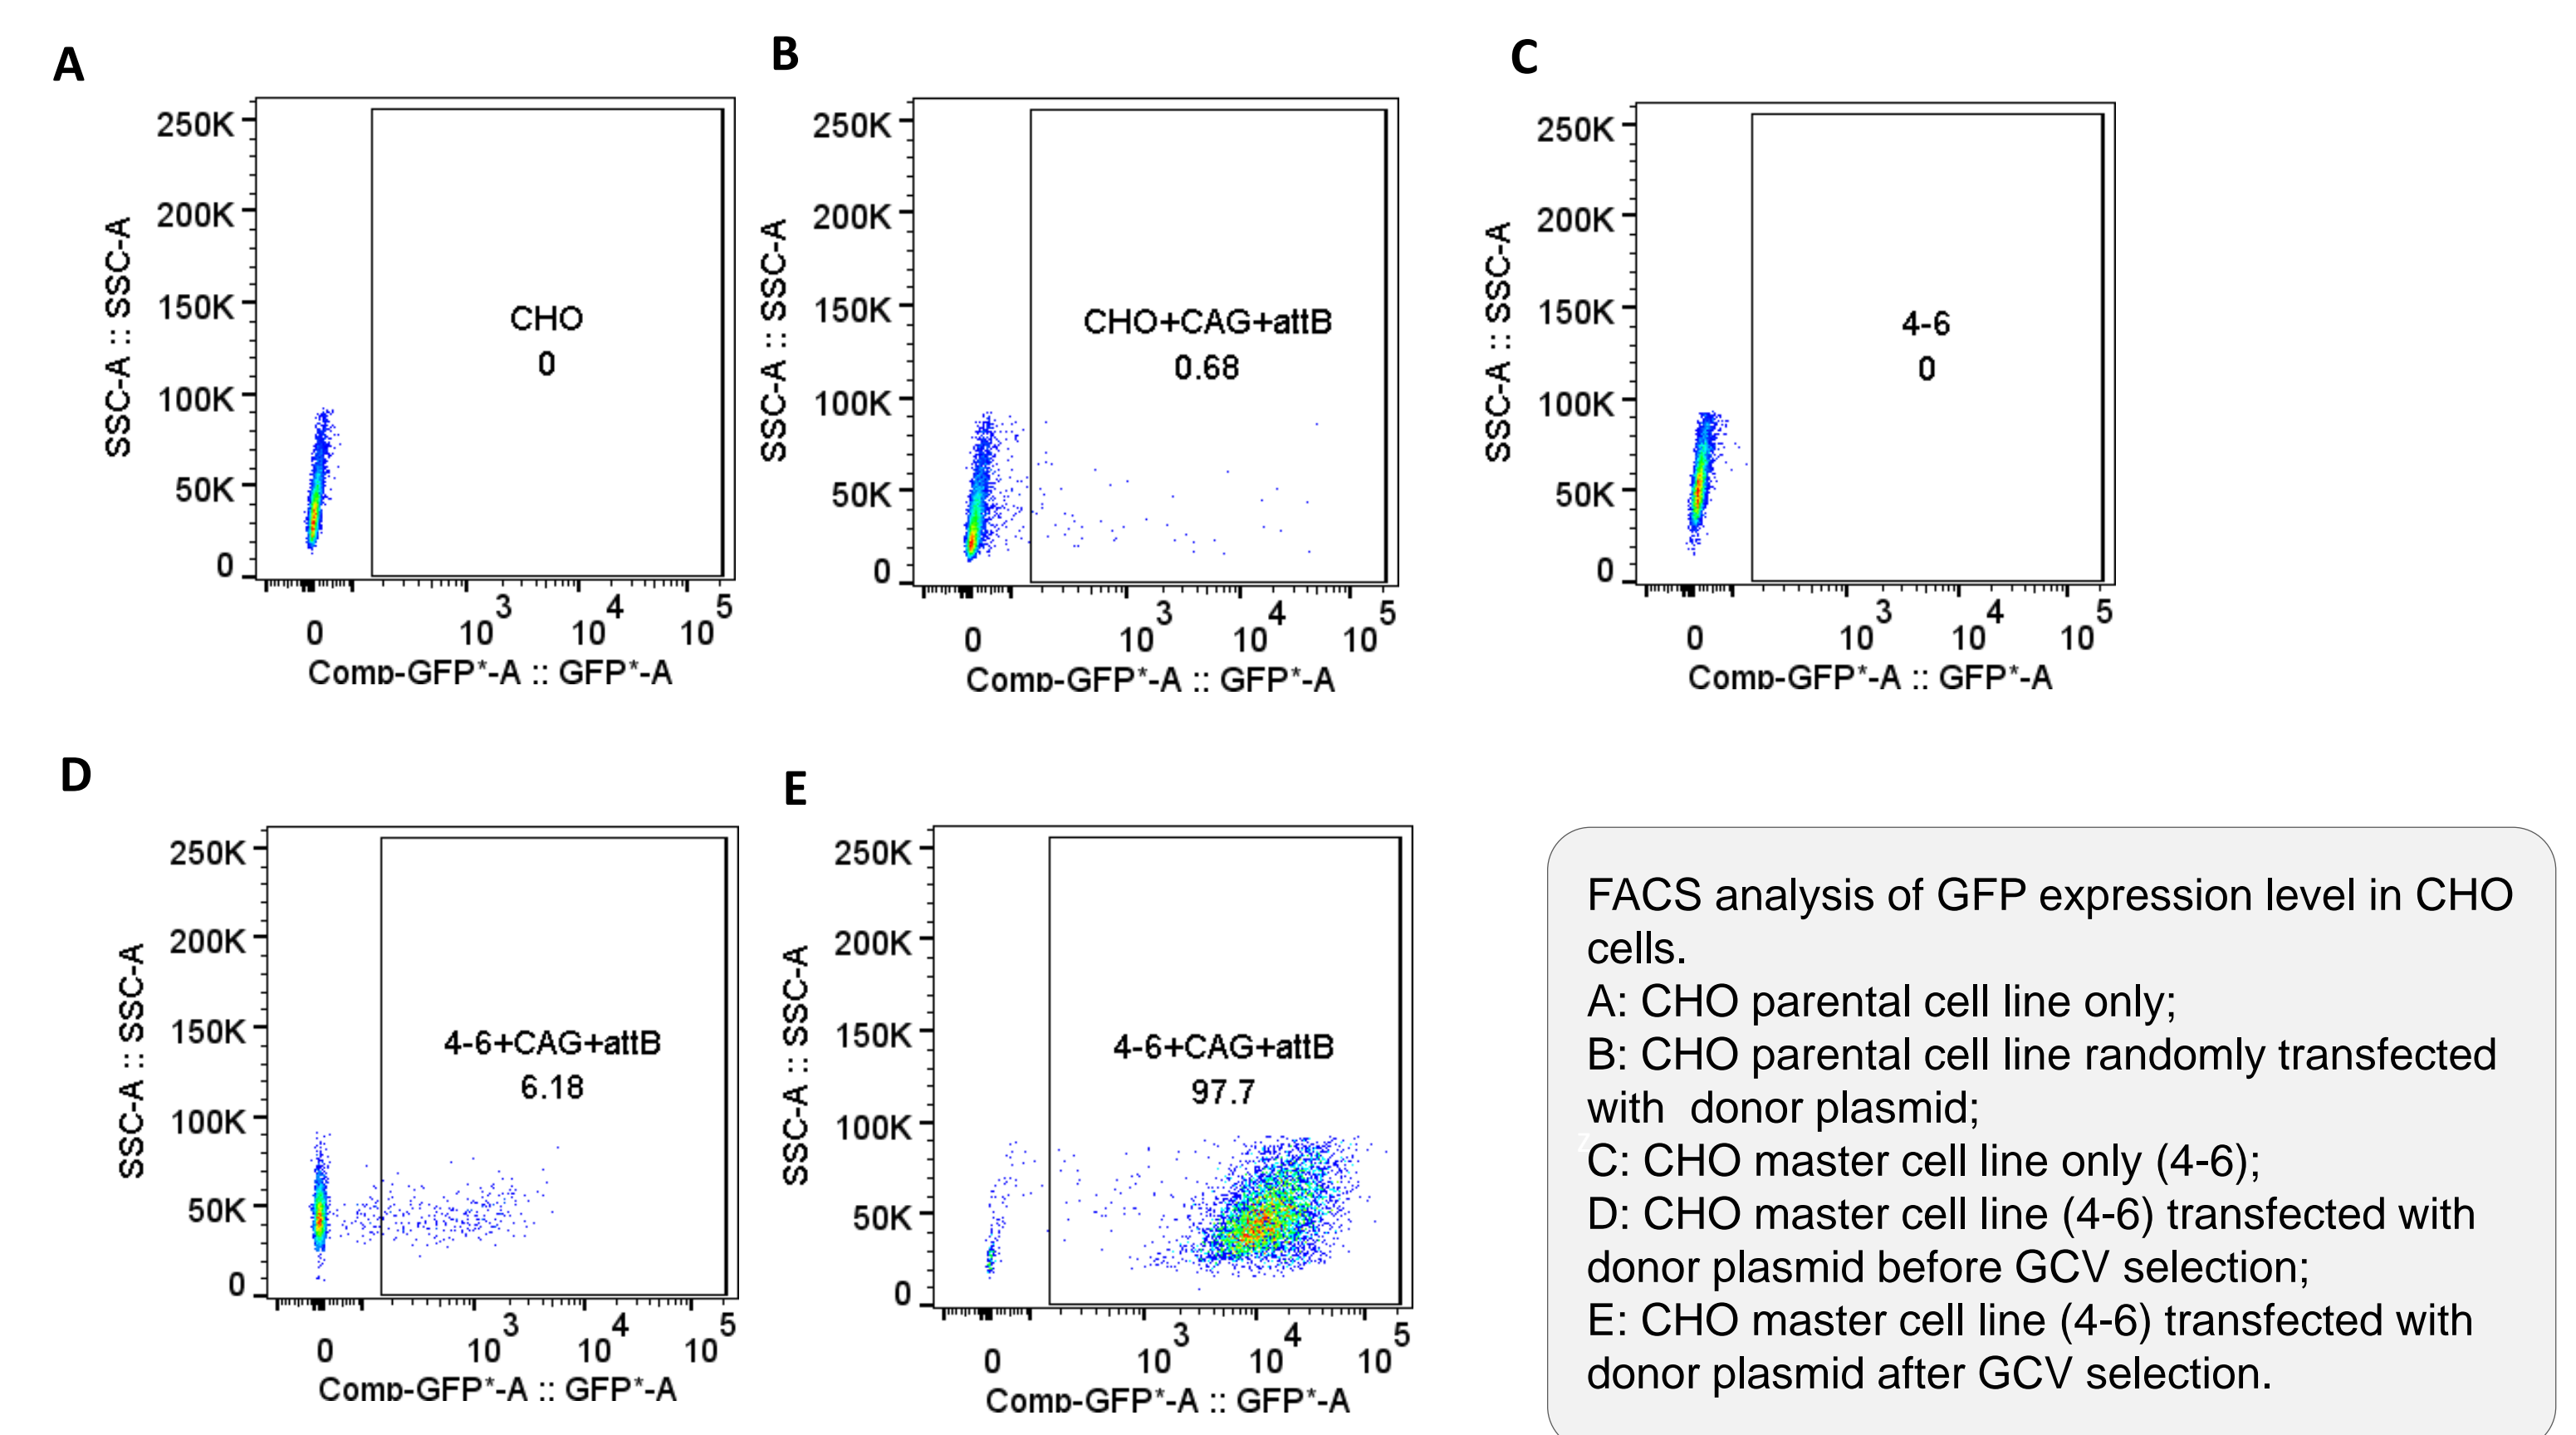 A
250K
200K
150K
100K
50K
0
SSC-A :: SSC-A
CHO
0
0
10^3
10^4
10^5
Comp-GFP*-A :: GFP*-A
B
250K
200K
150K
100K
50K
0
SSC-A :: SSC-A
CHO+CAG+attB
0.68
0
10^3
10^4
10^5
Comp-GFP*-A :: GFP*-A
C
250K
200K
150K
100K
50K
0
SSC-A :: SSC-A
4-6
0
0
10^3
10^4
10^5
Comp-GFP*-A :: GFP*-A
D
250K
200K
150K
100K
50K
0
SSC-A :: SSC-A
4-6+CAG+attB
6.18
0
10^3
10^4
10^5
Comp-GFP*-A :: GFP*-A
E
250K
200K
150K
100K
50K
0
SSC-A :: SSC-A
4-6+CAG+attB
97.7
0
10^3
10^4
10^5
Comp-GFP*-A :: GFP*-A
FACS analysis of GFP expression level in CHO
cells.
A: CHO parental cell line only;
B: CHO parental cell line randomly transfected
with donor plasmid;
C: CHO master cell line only (4-6);
D: CHO master cell line (4-6) transfected with
donor plasmid before GCV selection;
E: CHO master cell line (4-6) transfected with
donor plasmid after GCV selection.